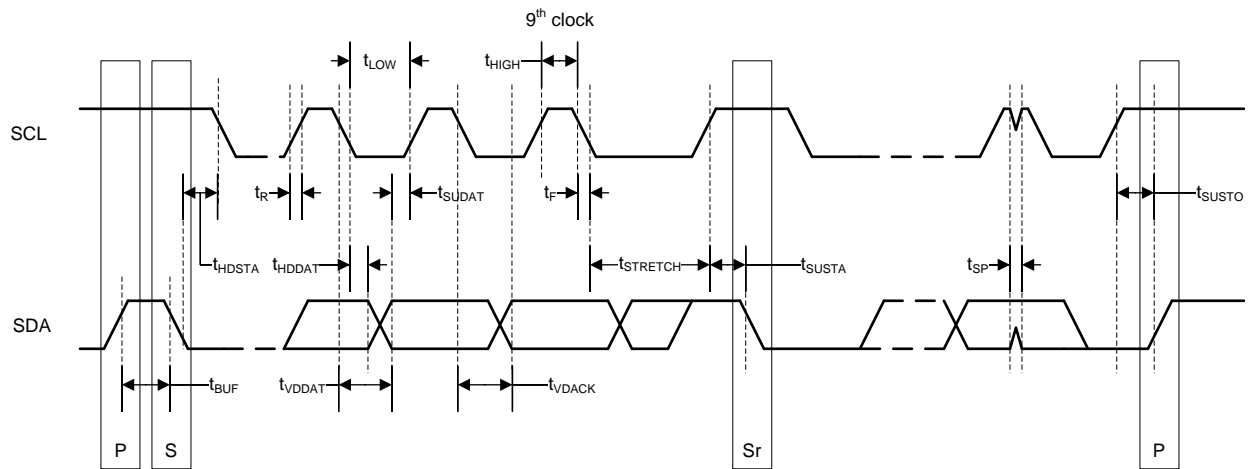 9th clock
tLOW
tHIGH
SCL
tR
tSUDAT
tF
tSUSTO
tHDSTA
tHDDAT
tSTRETCH
tSUSTA
tSP
SDA
tBUF
tVDDAT
tVDACK
P
S
Sr
P